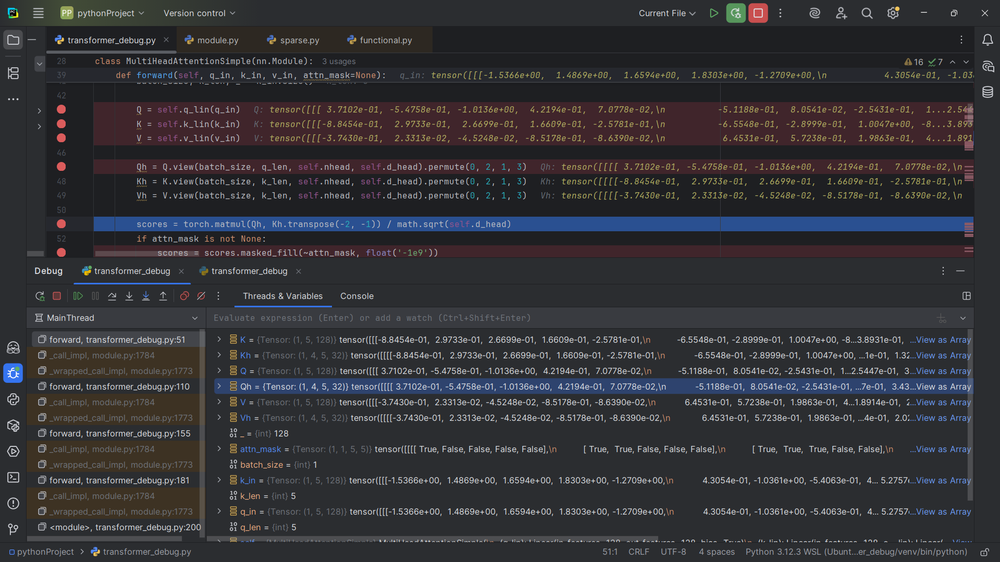 PC
PP pythonProject Version control Current File
transformer_debug.py module.py sparse.py functional.py
28 class MultiHeadAttentionSimple(nn.Module): 3 usages 16 7
39 def forward(self, q_in, k_in, v_in, attn_mask=None): q_in: tensor([[[-1.5366e+00, 1.4869e+00, 1.6594e+00, 1.8303e+00, -1.2709e+00,\n 4.3054e-01, -1.03
42
Q = self.q_lin(q_in) Q: tensor([[[ 3.7102e-01, -5.4758e-01, -1.0136e+00, 4.2194e-01, 7.0778e-02,\n -5.1188e-01, 8.0541e-02, -2.5431e-01, 1...2.544
K = self.k_lin(k_in) K: tensor([[[-8.8454e-01, 2.9733e-01, 2.6699e-01, 1.6609e-01, -2.5781e-01,\n -6.5548e-01, -2.8999e-01, 1.0047e+00, -8...3.893
V = self.v_lin(v_in) V: tensor([[[-3.7430e-01, 2.3313e-02, -4.5248e-02, -8.5178e-01, -8.6390e-02,\n 6.4531e-01, 5.7238e-01, 1.9863e-01, 4...1.891
46
Qh = Q.view(batch_size, q_len, self.nhead, self.d_head).permute(0, 2, 1, 3) Qh: tensor([[[[ 3.7102e-01, -5.4758e-01, -1.0136e+00, 4.2194e-01, 7.0778e-02,\n
48 Kh = K.view(batch_size, k_len, self.nhead, self.d_head).permute(0, 2, 1, 3) Kh: tensor([[[[-8.8454e-01, 2.9733e-01, 2.6699e-01, 1.6609e-01, -2.5781e-01,\n
49 Vh = V.view(batch_size, k_len, self.nhead, self.d_head).permute(0, 2, 1, 3) Vh: tensor([[[[-3.7430e-01, 2.3313e-02, -4.5248e-02, -8.5178e-01, -8.6390e-02,\n
50
scores = torch.matmul(Qh, Kh.transpose(-2, -1)) / math.sqrt(self.d_head)
52 if attn_mask is not None:
scores = scores.masked_fill(~attn_mask, float('-1e9'))
Debug transformer_debug transformer_debug
Threads & Variables Console
MainThread Evaluate expression (Enter) or add a watch (Ctrl+Shift+Enter)
forward, transformer_debug.py:51
_call_impl, module.py:1784
_wrapped_call_impl, module.py:1773
forward, transformer_debug.py:110
_call_impl, module.py:1784
_wrapped_call_impl, module.py:1773
forward, transformer_debug.py:155
_call_impl, module.py:1784
_wrapped_call_impl, module.py:1773
forward, transformer_debug.py:181
_call_impl, module.py:1784
_wrapped_call_impl, module.py:1773
<module>, transformer_debug.py:200
K = {Tensor: (1, 5, 128)} tensor([[[-8.8454e-01, 2.9733e-01, 2.6699e-01, 1.6609e-01, -2.5781e-01,\n -6.5548e-01, -2.8999e-01, 1.0047e+00, -8...3.8931e-01, ...View as Array
Kh = {Tensor: (1, 4, 5, 32)} tensor([[[[-8.8454e-01, 2.9733e-01, 2.6699e-01, 1.6609e-01, -2.5781e-01,\n -6.5548e-01, -2.8999e-01, 1.0047e+00, ...1e-01, 1.32...View as Array
Q = {Tensor: (1, 5, 128)} tensor([[[ 3.7102e-01, -5.4758e-01, -1.0136e+00, 4.2194e-01, 7.0778e-02,\n -5.1188e-01, 8.0541e-02, -2.5431e-01, 1...2.5447e-01, 3...View as Array
Qh = {Tensor: (1, 4, 5, 32)} tensor([[[[ 3.7102e-01, -5.4758e-01, -1.0136e+00, 4.2194e-01, 7.0778e-02,\n -5.1188e-01, 8.0541e-02, -2.5431e-01, ...7e-01, 3.43...View as Array
V = {Tensor: (1, 5, 128)} tensor([[[-3.7430e-01, 2.3313e-02, -4.5248e-02, -8.5178e-01, -8.6390e-02,\n 6.4531e-01, 5.7238e-01, 1.9863e-01, 4...1.8914e-01, 2...View as Array
Vh = {Tensor: (1, 4, 5, 32)} tensor([[[[-3.7430e-01, 2.3313e-02, -4.5248e-02, -8.5178e-01, -8.6390e-02,\n 6.4531e-01, 5.7238e-01, 1.9863e-01, ...4e-01, 2.02...View as Array
_ = {int} 128
attn_mask = {Tensor: (1, 1, 5, 5)} tensor([[[[ True, False, False, False, False],\n [ True, True, False, False, False],\n [ True, True, True, False, False],\n ...View as Array
batch_size = {int} 1
k_in = {Tensor: (1, 5, 128)} tensor([[[-1.5366e+00, 1.4869e+00, 1.6594e+00, 1.8303e+00, -1.2709e+00,\n 4.3054e-01, -1.0361e+00, -5.4063e-01, 4... 5.2757e...View as Array
k_len = {int} 5
q_in = {Tensor: (1, 5, 128)} tensor([[[-1.5366e+00, 1.4869e+00, 1.6594e+00, 1.8303e+00, -1.2709e+00,\n 4.3054e-01, -1.0361e+00, -5.4063e-01, 4... 5.2757e...View as Array
q_len = {int} 5
pythonProject > transformer_debug.py 51:1 CRLF UTF-8 4 spaces Python 3.12.3 WSL (Ubunt...er_debug/venv/bin/python)